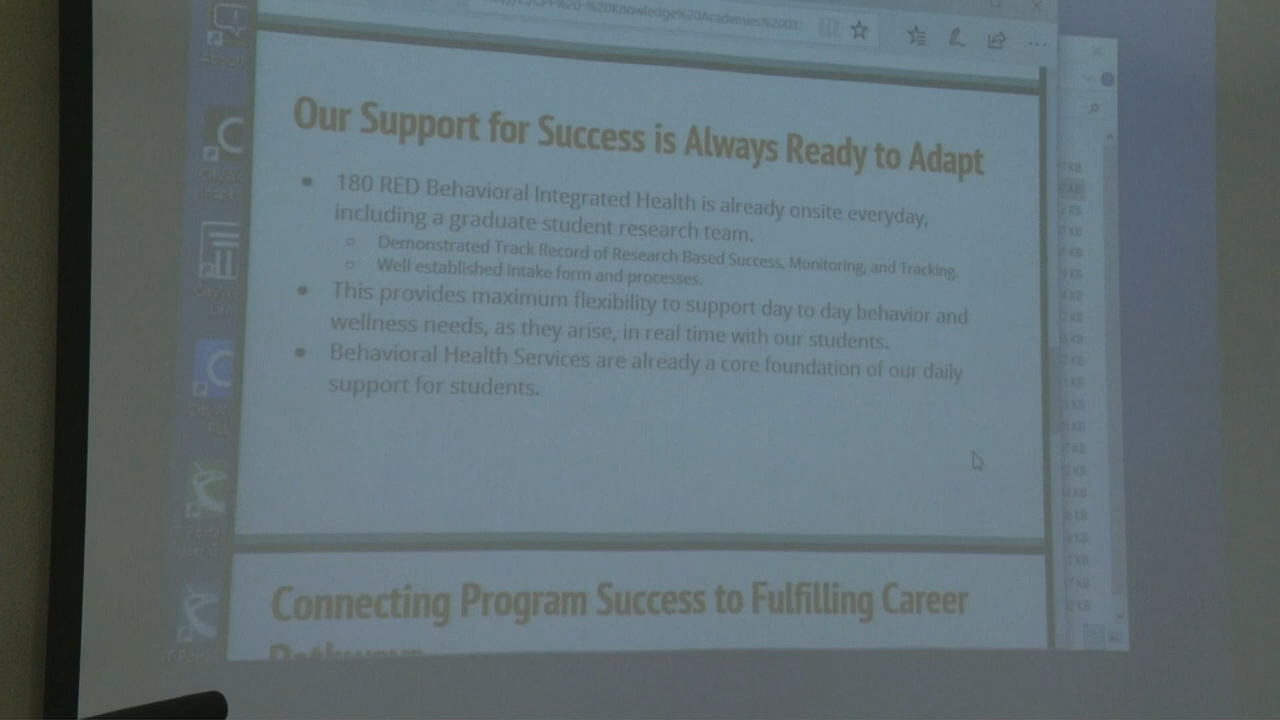 Our Support for Success is Always Ready to Adapt
180 RED Behavioral Integrated Health is already onsite everyday,
including a graduate student research team.
Demonstrated Track Record of Research Based Success, Monitoring, and Tracking.
Well established intake form and processes.
This provides maximum flexibility to support day to day behavior and
wellness needs, as they arise, in real time with our students.
Behavioral Health Services are already a core foundation of our daily
support for students.
Connecting Program Success to Fulfilling Career
Pathways